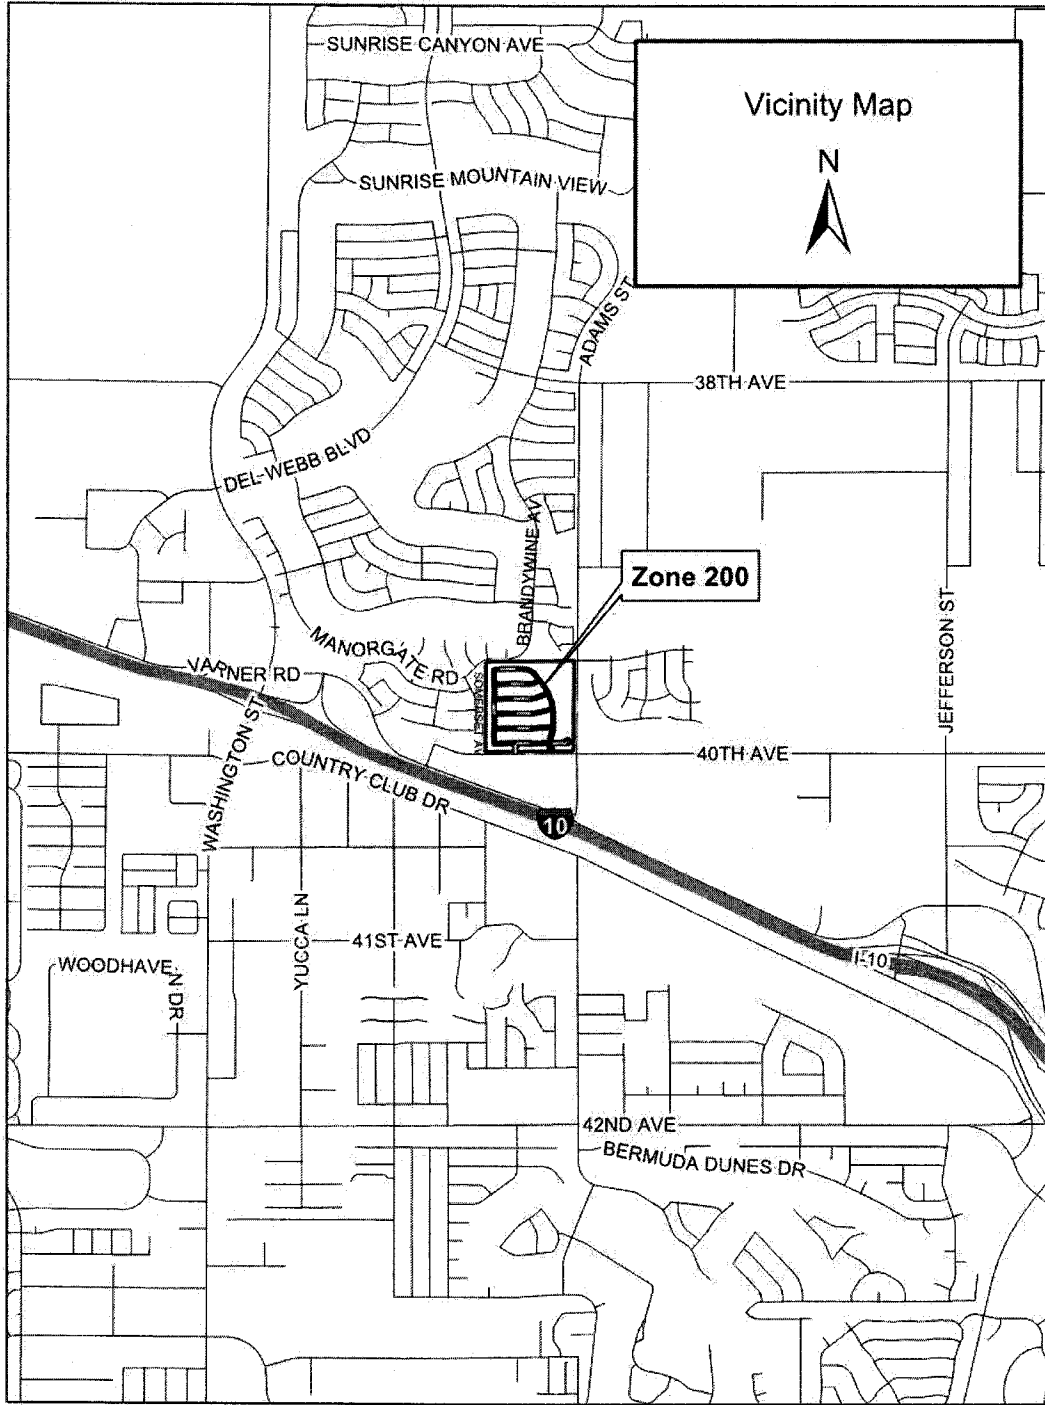 SUNRISE CANYON AVE
Vicinity Map
N
SUNRISE MOUNTAIN VIEW
ADAMS ST
38TH AVE
DEL WEBB BLVD
BRANDYWINE AV
Zone 200
JEFFERSON ST
MANORGATE RD
VARNER RD
SOMERSET AV
WASHINGTON ST
40TH AVE
COUNTRY CLUB DR
10
YUCCA LN
41ST AVE
I-10
WOODHAVEN DR
42ND AVE
BERMUDA DUNES DR